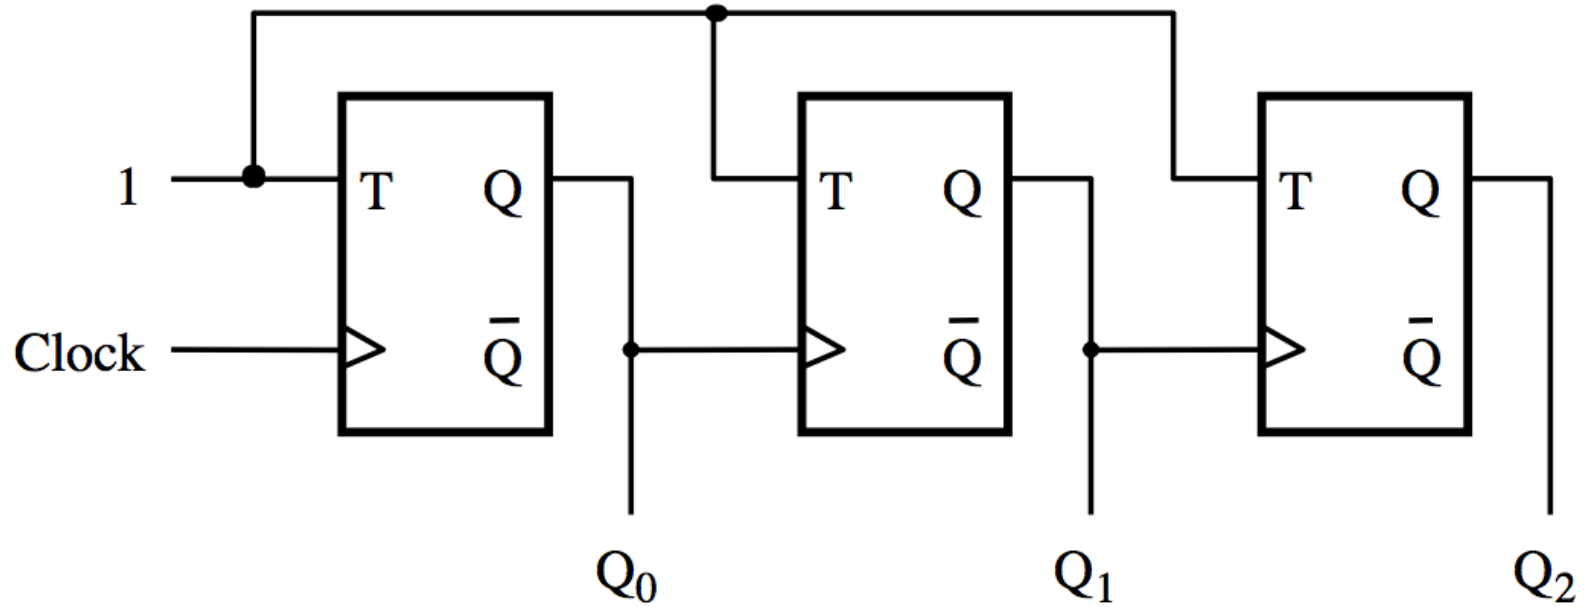 1 T Q T Q T Q
Clock Q̅ Q̅ Q̅
Q₀ Q₁ Q₂